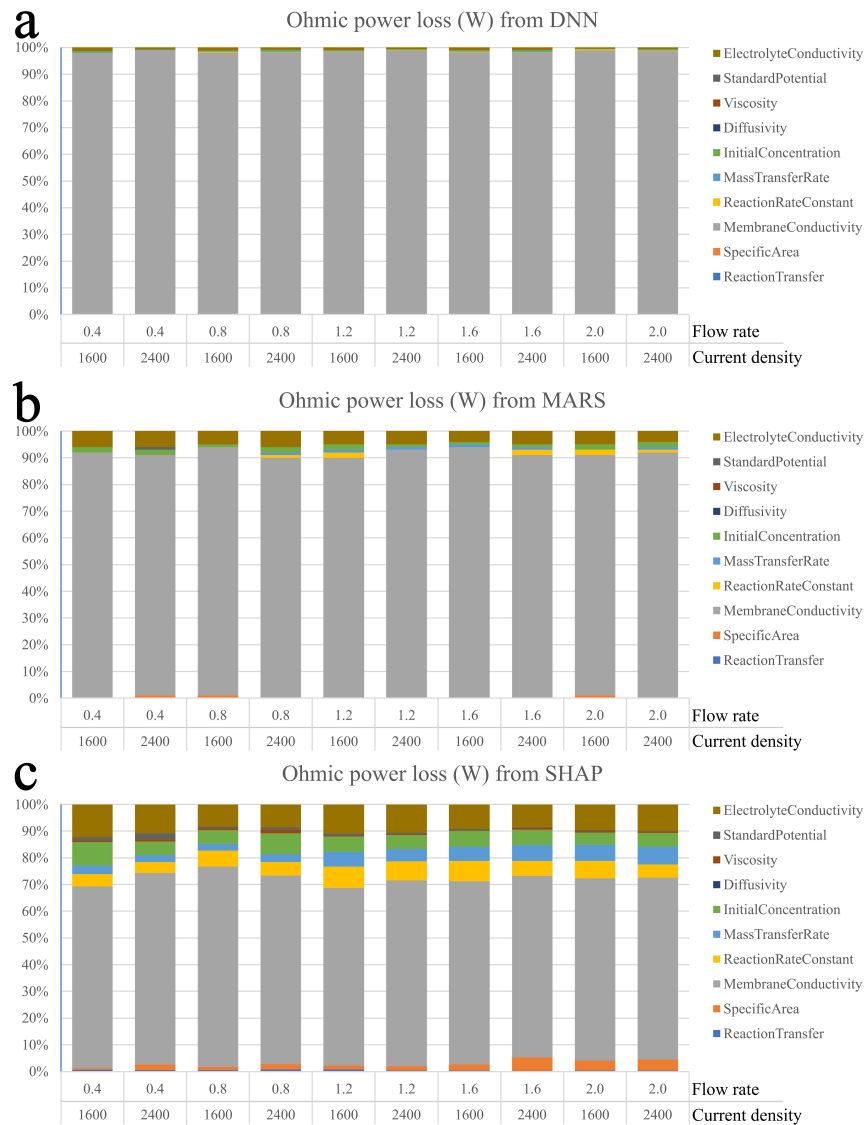 a
Ohmic power loss (W) from DNN
100%
90%
80%
70%
60%
50%
40%
30%
20%
10%
0%
0.4 0.4 0.8 0.8 1.2 1.2 1.6 1.6 2.0 2.0 Flow rate
1600 2400 1600 2400 1600 2400 1600 2400 1600 2400 Current density
ElectrolyteConductivity
StandardPotential
Viscosity
Diffusivity
InitialConcentration
MassTransferRate
ReactionRateConstant
MembraneConductivity
SpecificArea
ReactionTransfer
b
Ohmic power loss (W) from MARS
100%
90%
80%
70%
60%
50%
40%
30%
20%
10%
0%
0.4 0.4 0.8 0.8 1.2 1.2 1.6 1.6 2.0 2.0 Flow rate
1600 2400 1600 2400 1600 2400 1600 2400 1600 2400 Current density
ElectrolyteConductivity
StandardPotential
Viscosity
Diffusivity
InitialConcentration
MassTransferRate
ReactionRateConstant
MembraneConductivity
SpecificArea
ReactionTransfer
c
Ohmic power loss (W) from SHAP
100%
90%
80%
70%
60%
50%
40%
30%
20%
10%
0%
0.4 0.4 0.8 0.8 1.2 1.2 1.6 1.6 2.0 2.0 Flow rate
1600 2400 1600 2400 1600 2400 1600 2400 1600 2400 Current density
ElectrolyteConductivity
StandardPotential
Viscosity
Diffusivity
InitialConcentration
MassTransferRate
ReactionRateConstant
MembraneConductivity
SpecificArea
ReactionTransfer